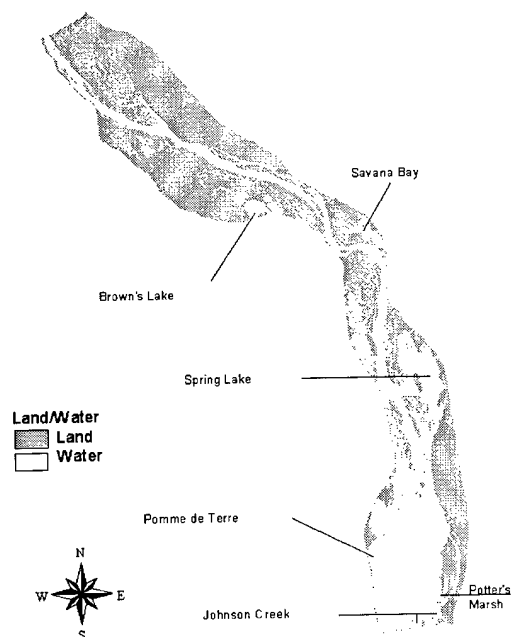 Savana Bay
Brown's Lake
Spring Lake
Land/Water
Land
Water
Pomme de Terre
N
W E
S
Potter's
Marsh
Johnson Creek